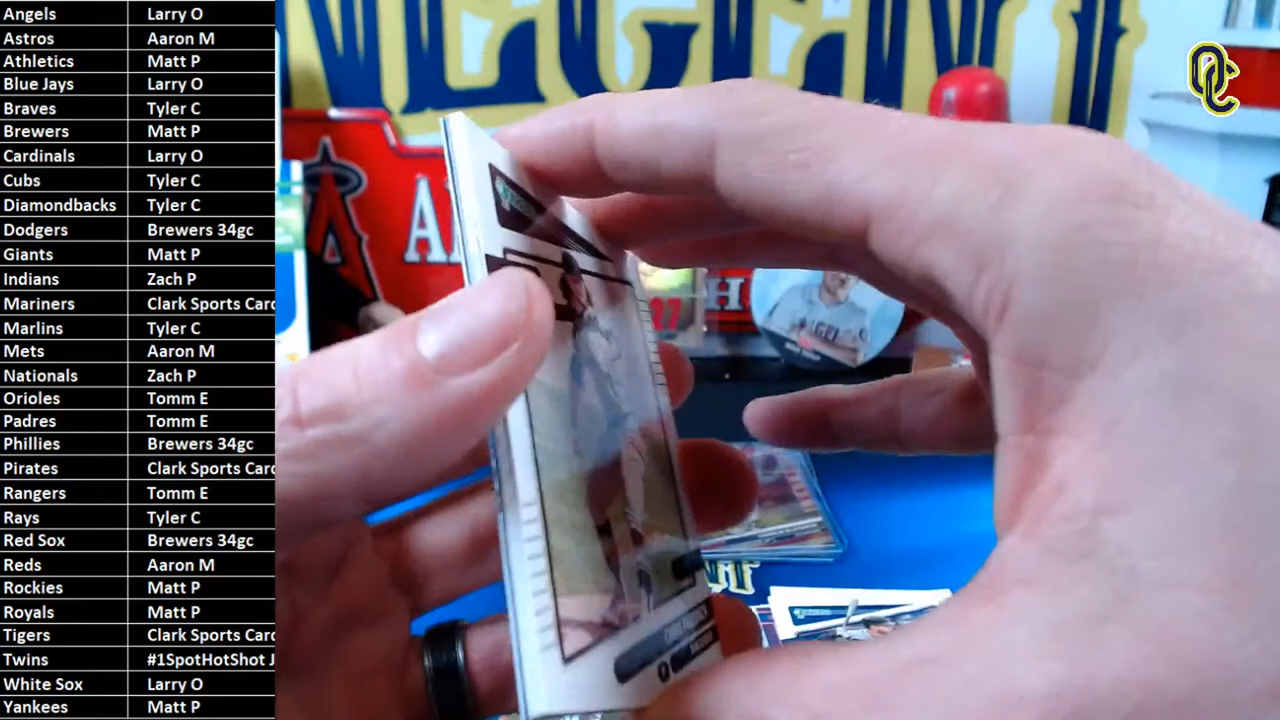 Angels Larry O
Astros Aaron M
Athletics Matt P
Blue Jays Larry O
Braves Tyler C
Brewers Matt P
Cardinals Larry O
Cubs Tyler C
Diamondbacks Tyler C
Dodgers Brewers 34gc
Giants Matt P
Indians Zach P
Mariners Clark Sports Card
Marlins Tyler C
Mets Aaron M
Nationals Zach P
Orioles Tomm E
Padres Tomm E
Phillies Brewers 34gc
Pirates Clark Sports Card
Rangers Tomm E
Rays Tyler C
Red Sox Brewers 34gc
Reds Aaron M
Rockies Matt P
Royals Matt P
Tigers Clark Sports Card
Twins #1SpotHotShot J
White Sox Larry O
Yankees Matt P
OC